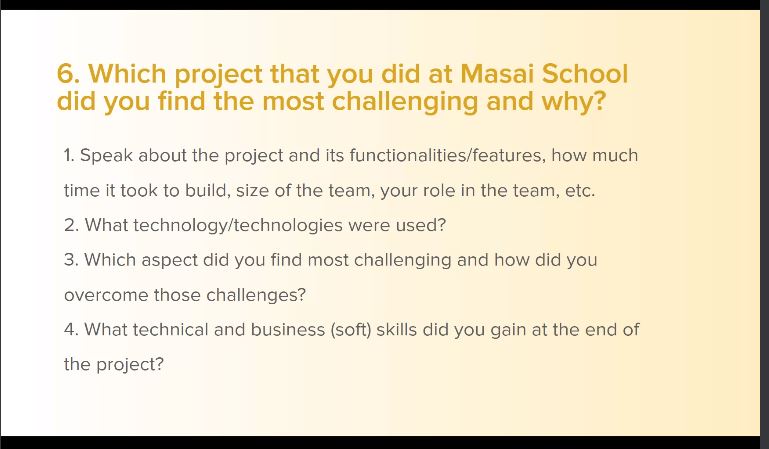 6. Which project that you did at Masai School
did you find the most challenging and why?
1. Speak about the project and its functionalities/features, how much
time it took to build, size of the team, your role in the team, etc.
2. What technology/technologies were used?
3. Which aspect did you find most challenging and how did you
overcome those challenges?
4. What technical and business (soft) skills did you gain at the end of
the project?